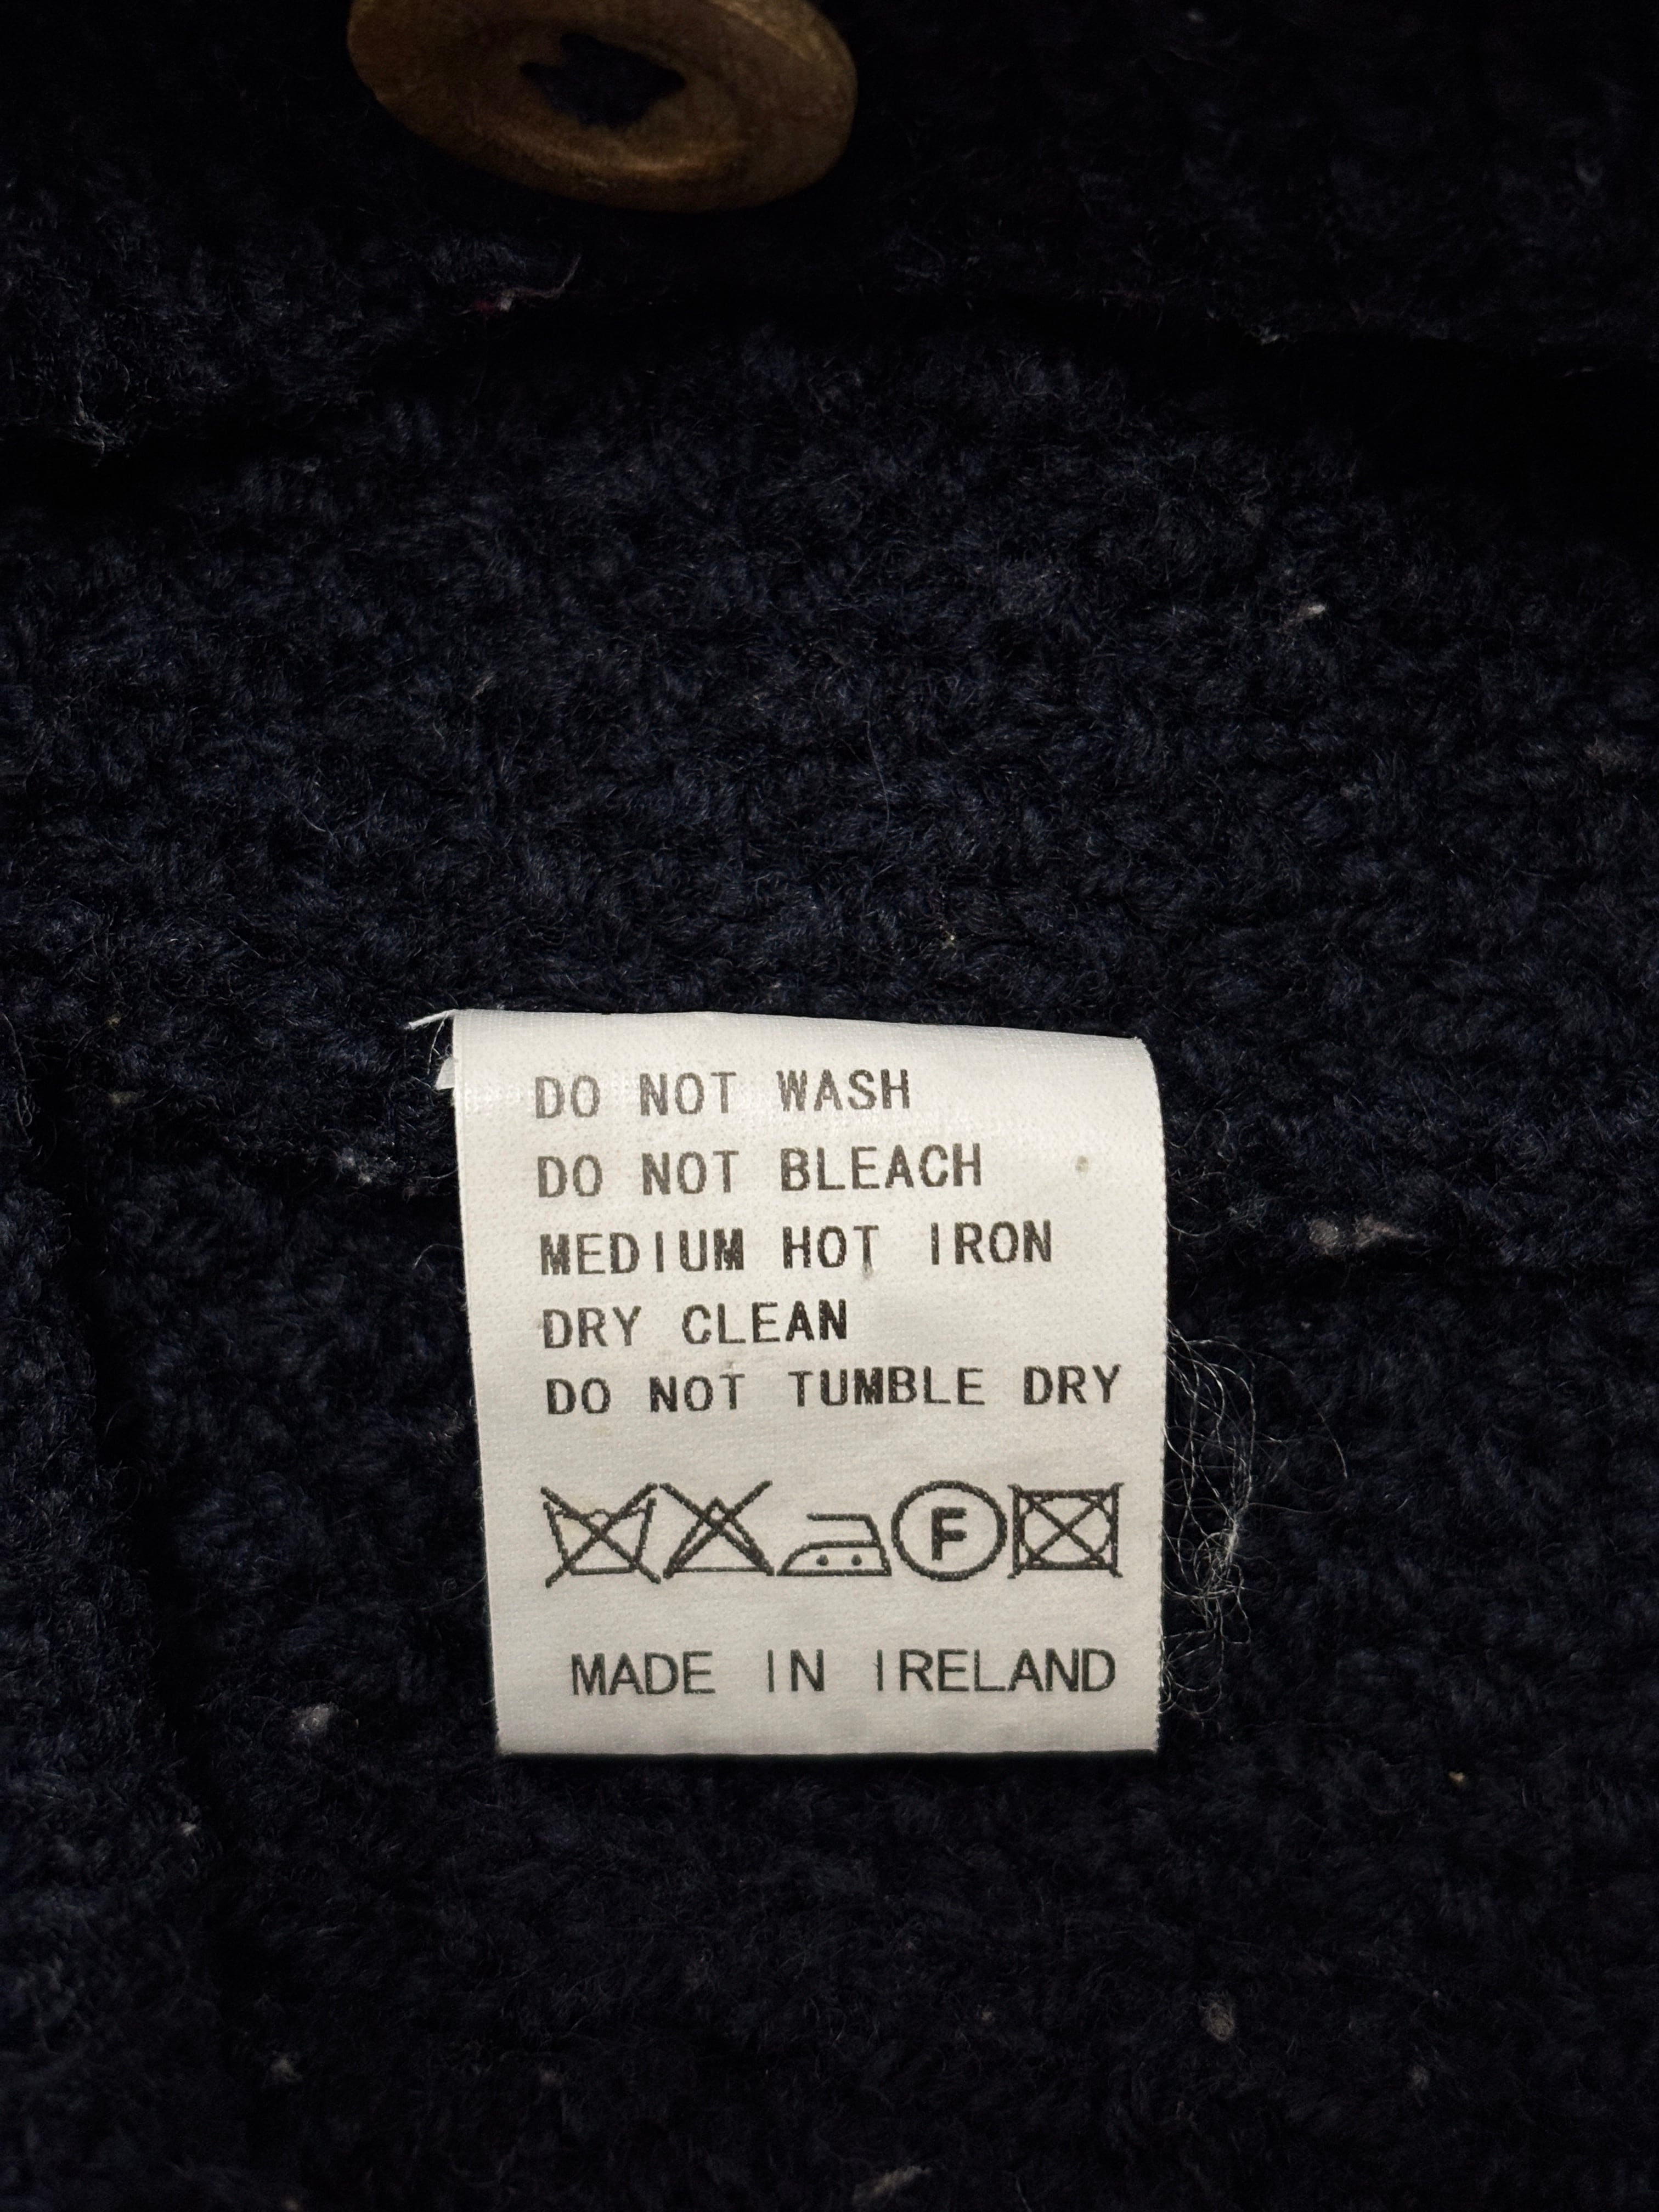 DO NOT WASH
DO NOT BLEACH
MEDIUM HOT IRON
DRY CLEAN
DO NOT TUMBLE DRY
F
MADE IN IRELAND